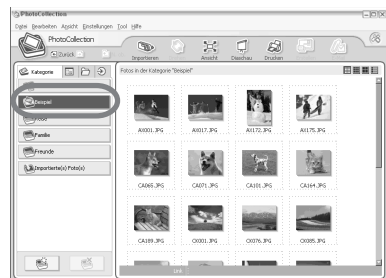 PhotoCollection
Datei Bearbeiten Ansicht Einstellungen Tool Hilfe
PhotoCollection
Zurück
Importieren Ansicht Diaschau Drucken
Kategorie
Fotos in der Kategorie "Beispiel"
Beispiel
Familie
Freunde
Importierte(s) Foto(s)
AX001.JPG AX017.JPG AX172.JPG AX175.JPG
CA065.JPG CA071.JPG CA101.JPG CA164.JPG
CA189.JPG CX001.JPG CX076.JPG CX085.JPG
Link